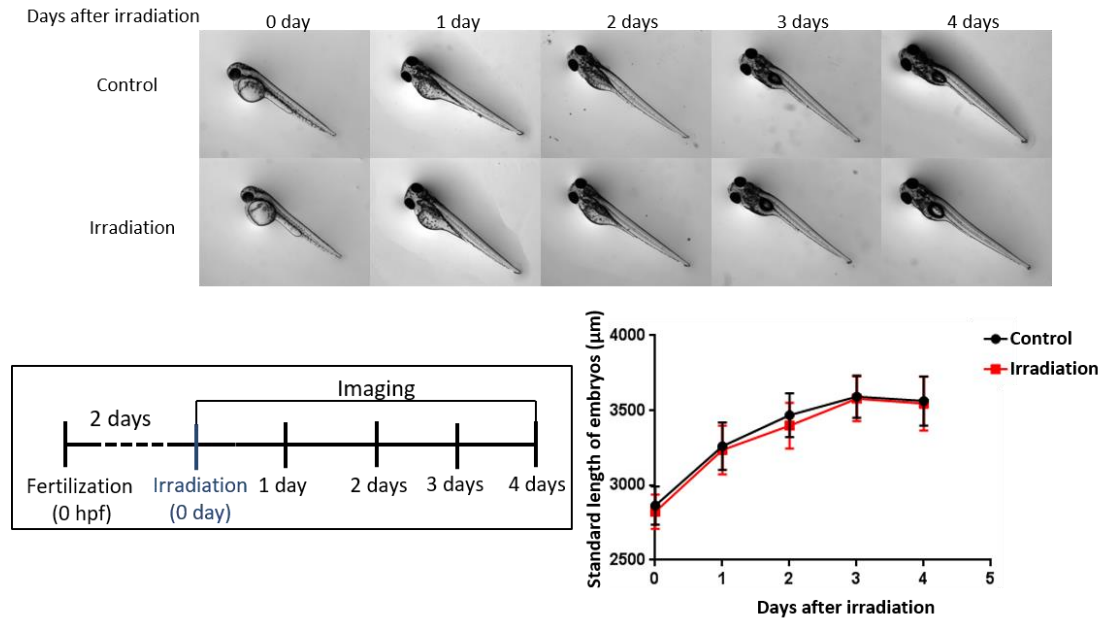 Days after irradiation
0 day
1 day
2 days
3 days
4 days
Control
Irradiation
Imaging
2 days
Fertilization
(0 hpf)
Irradiation
(0 day)
1 day
2 days
3 days
4 days
Standard length of embryos (μm)
4000
3500
3000
2500
0
1
2
3
4
5
Days after irradiation
Control
Irradiation